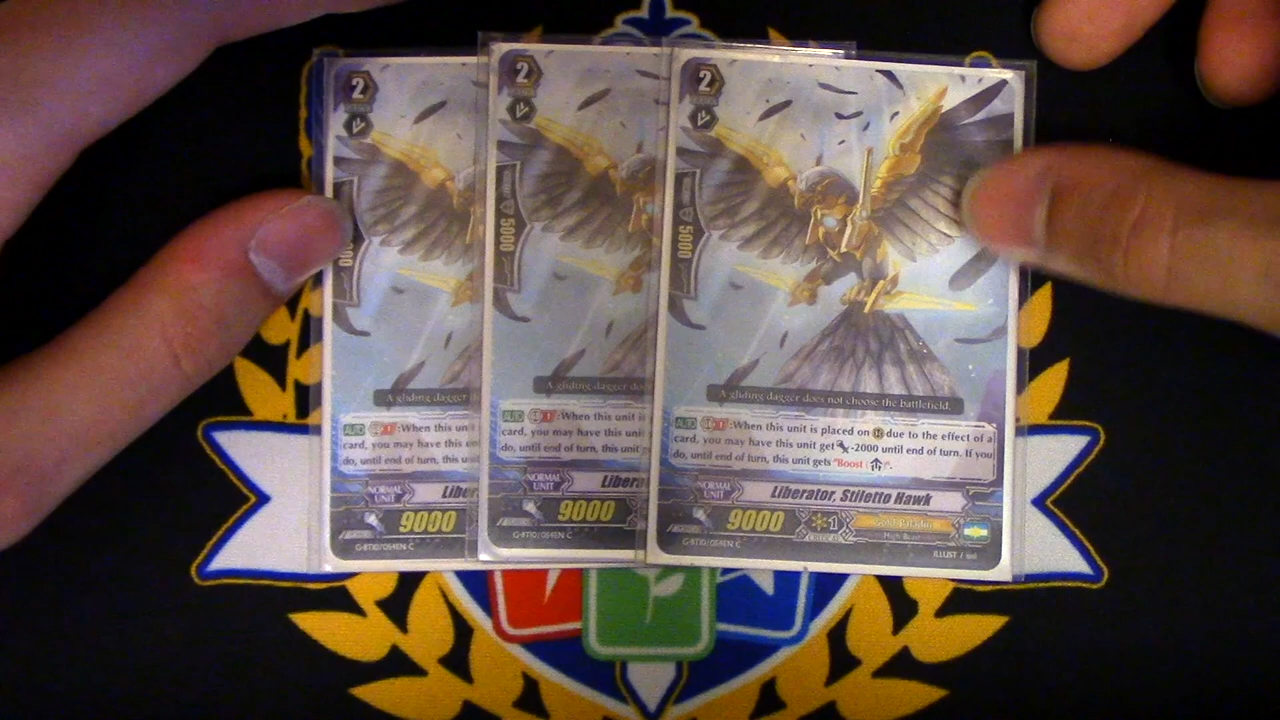 2
2
2
5000
5000
A gliding dagger
A gliding dagger
A gliding dagger does not choose the battlefield.
AUTO :When this
card, you may have
do, until end of turn, this
AUTO :When this unit
card, you may have this unit
do, until end of turn, this unit
AUTO :When this unit is placed on due to the effect of a
card, you may have this unit get -2000 until end of turn. If you
do, until end of turn, this unit gets "Boost ( )".
NORMAL
UNIT
NORMAL
UNIT
NORMAL
UNIT
Liberator, Stiletto Hawk
9000
9000
9000
1
CRITICAL
Gold Paladin
High Beast
G-BT10/054EN C
G-BT10/054EN C
G-BT10/054EN C
ILLUST /